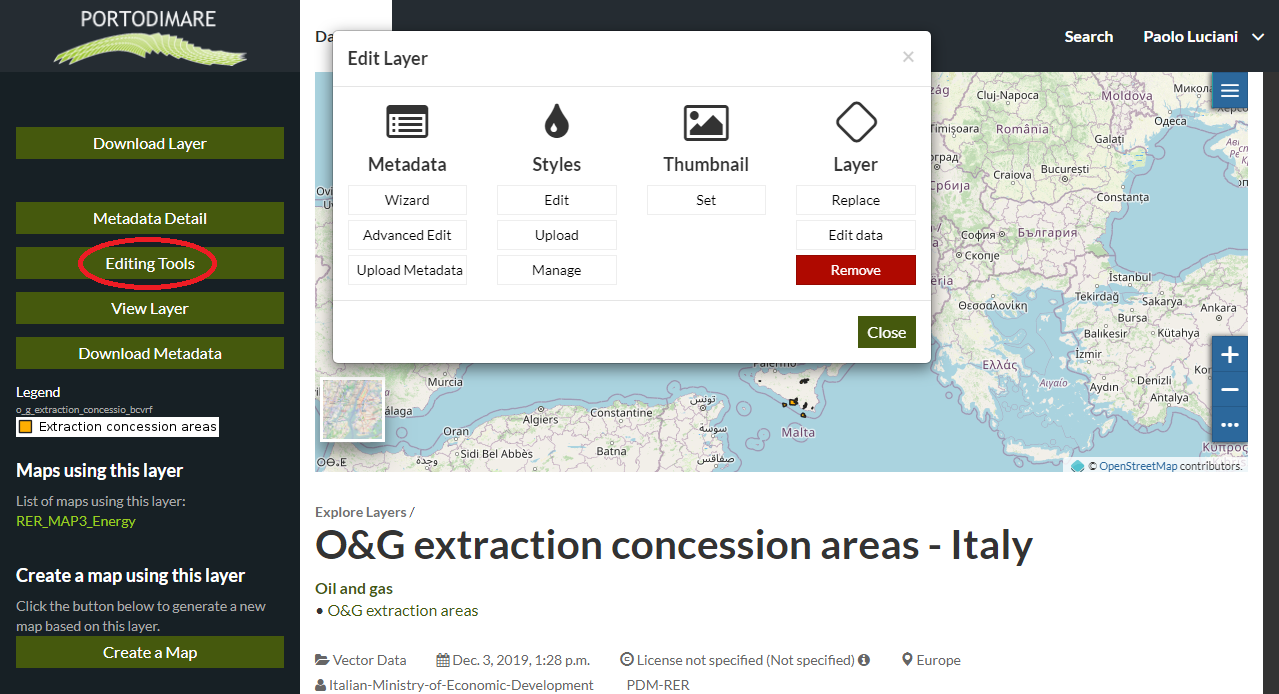 PORTODIMARE
Download Layer
Metadata Detail
Editing Tools
View Layer
Download Metadata
Legend
o_g_extraction_concessio_bcvrf
Extraction concession areas
Maps using this layer
List of maps using this layer:
RER_MAP3_Energy
Create a map using this layer
Click the button below to generate a new
map based on this layer.
Create a Map
Da
Search
Paolo Luciani
Edit Layer
×
Metadata
Styles
Thumbnail
Layer
Wizard
Edit
Set
Replace
Advanced Edit
Upload
Edit data
Upload Metadata
Manage
Remove
Close
Cluj-Napoca
Moldova
Одеса
Timișoara
România
Galați
Craiova
București
Србија
Constanța
София
България
Скопје
İstanbul
Θεσσαλονίκη
Tekirdağ
Sakarya
Ankara
Bursa
Balıkesir
Kütahya
İzmir
Ελλάς
Αιγαίο
Aydın
Denizli
Antalya
Κύπρος
Palermo
Murcia
Malta
Oran
Algiers
Constantine
Sidi Bel Abbès
Batna
تونس
سوسة
صفاقس
+
−
© OpenStreetMap contributors.
Explore Layers /
O&G extraction concession areas - Italy
Oil and gas
• O&G extraction areas
Vector Data
Dec. 3, 2019, 1:28 p.m.
License not specified (Not specified)
Europe
Italian-Ministry-of-Economic-Development
PDM-RER